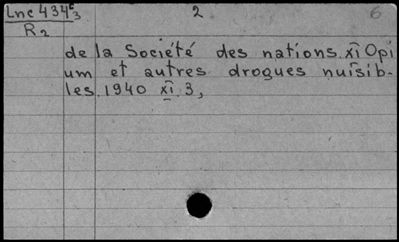 Lnc 434c3 2 6
R2
de la Société des nations. XI Opi
um et autres drogues nuisib-
les. 1940 XI. 3,